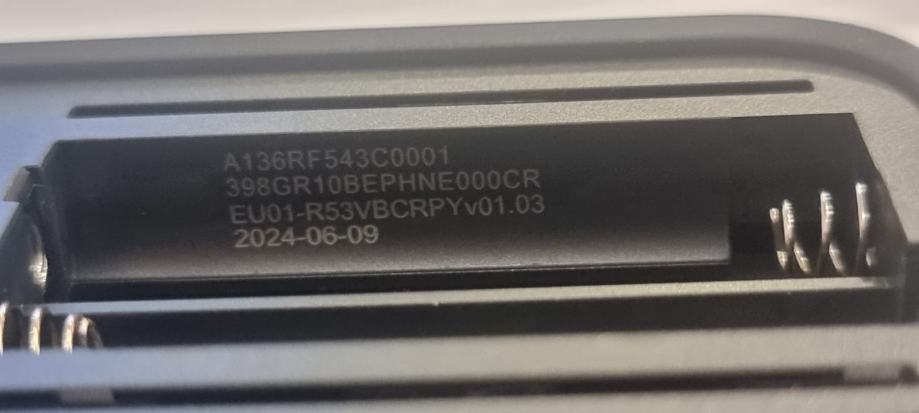 A136RF543C0001
398GR10BEPHNE000CR
EU01-R53VBCRPYv01.03
2024-06-09